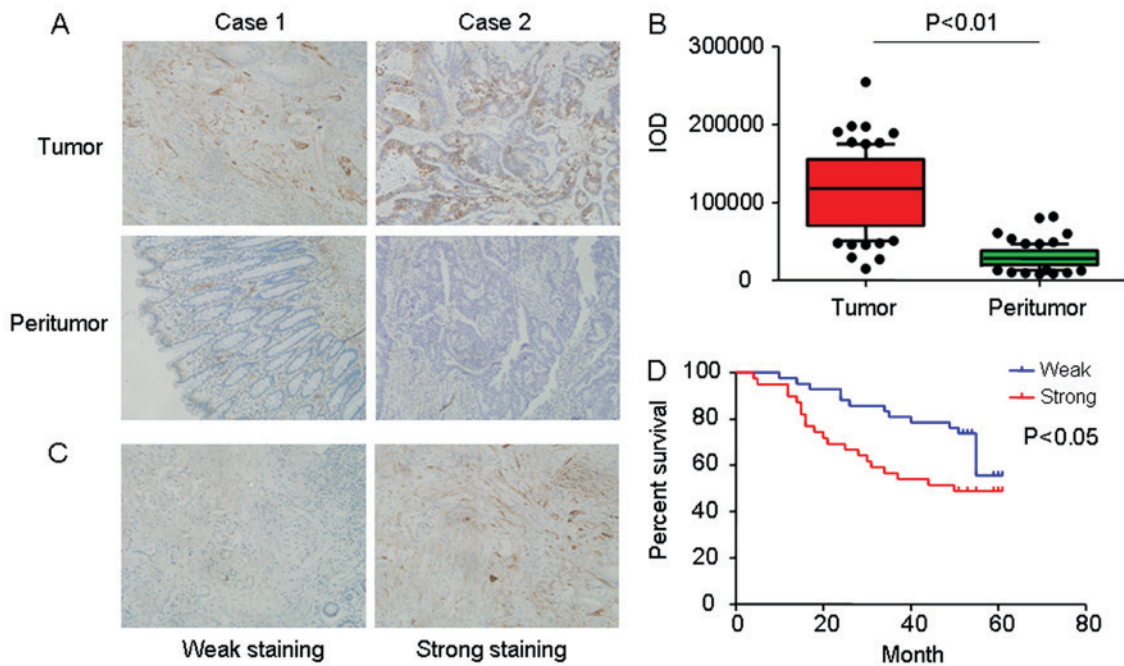 A
Case 1
Case 2
Tumor
Peritumor
C
Weak staining
Strong staining
B
P<0.01
IOD
300000
200000
100000
0
Tumor
Peritumor
D
Weak
Strong
P<0.05
Percent survival
100
80
60
40
20
0
0 20 40 60 80
Month